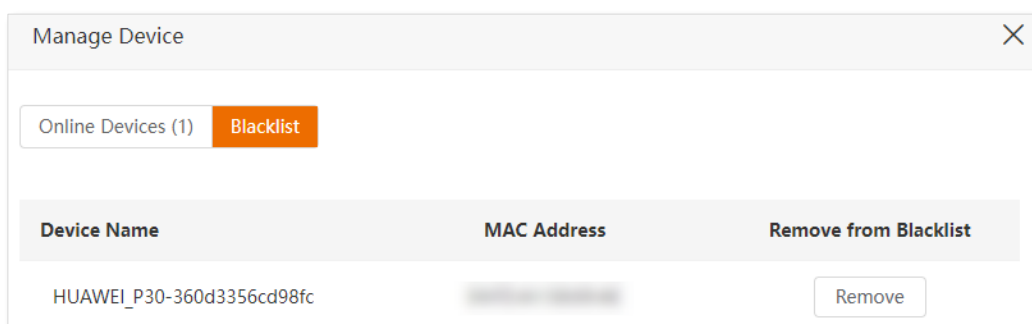 Manage Device
Online Devices (1) Blacklist
Device Name MAC Address Remove from Blacklist
HUAWEI_P30-360d3356cd98fc Remove